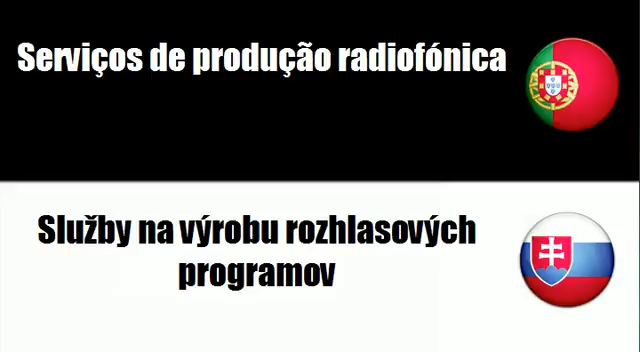 Serviços de produção radiofónica
Služby na výrobu rozhlasových
programov